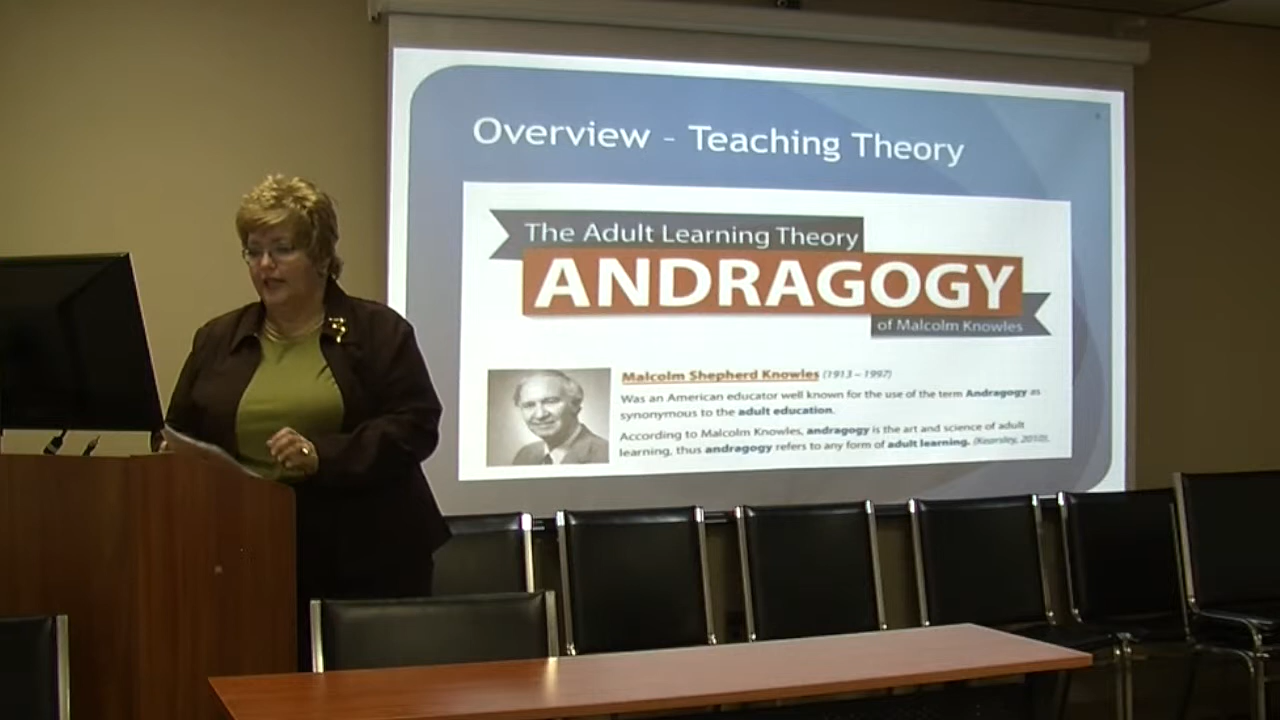 Overview - Teaching Theory
The Adult Learning Theory
ANDRAGOGY
of Malcolm Knowles
Malcolm Shepherd Knowles (1913 – 1997)
Was an American educator well known for the use of the term Andragogy as
synonymous to the adult education.
According to Malcolm Knowles, andragogy is the art and science of adult
learning, thus andragogy refers to any form of adult learning. (Kearsley, 2010).